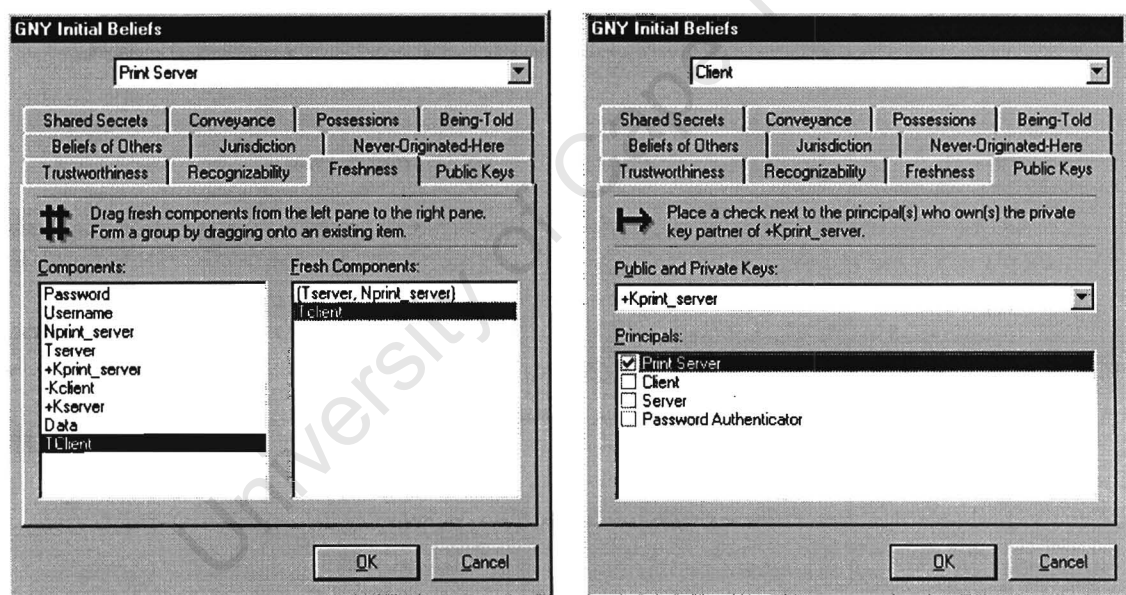 GNY Initial Beliefs
Print Server
Shared Secrets Conveyance Possessions Being-Told
Beliefs of Others Jurisdiction Never-Originated-Here
Trustworthiness Recognizability Freshness Public Keys
# Drag fresh components from the left pane to the right pane.
Form a group by dragging onto an existing item.
Components:
Password
Username
Nprint_server
Tserver
+Kprint_server
-Kclient
+Kserver
Data
TClient
Fresh Components:
{Tserver, Nprint_server}
Tclient
OK Cancel
GNY Initial Beliefs
Client
Shared Secrets Conveyance Possessions Being-Told
Beliefs of Others Jurisdiction Never-Originated-Here
Trustworthiness Recognizability Freshness Public Keys
Place a check next to the principal(s) who own(s) the private
key partner of +Kprint_server.
Public and Private Keys:
+Kprint_server
Principals:
Print Server
Client
Server
Password Authenticator
OK Cancel